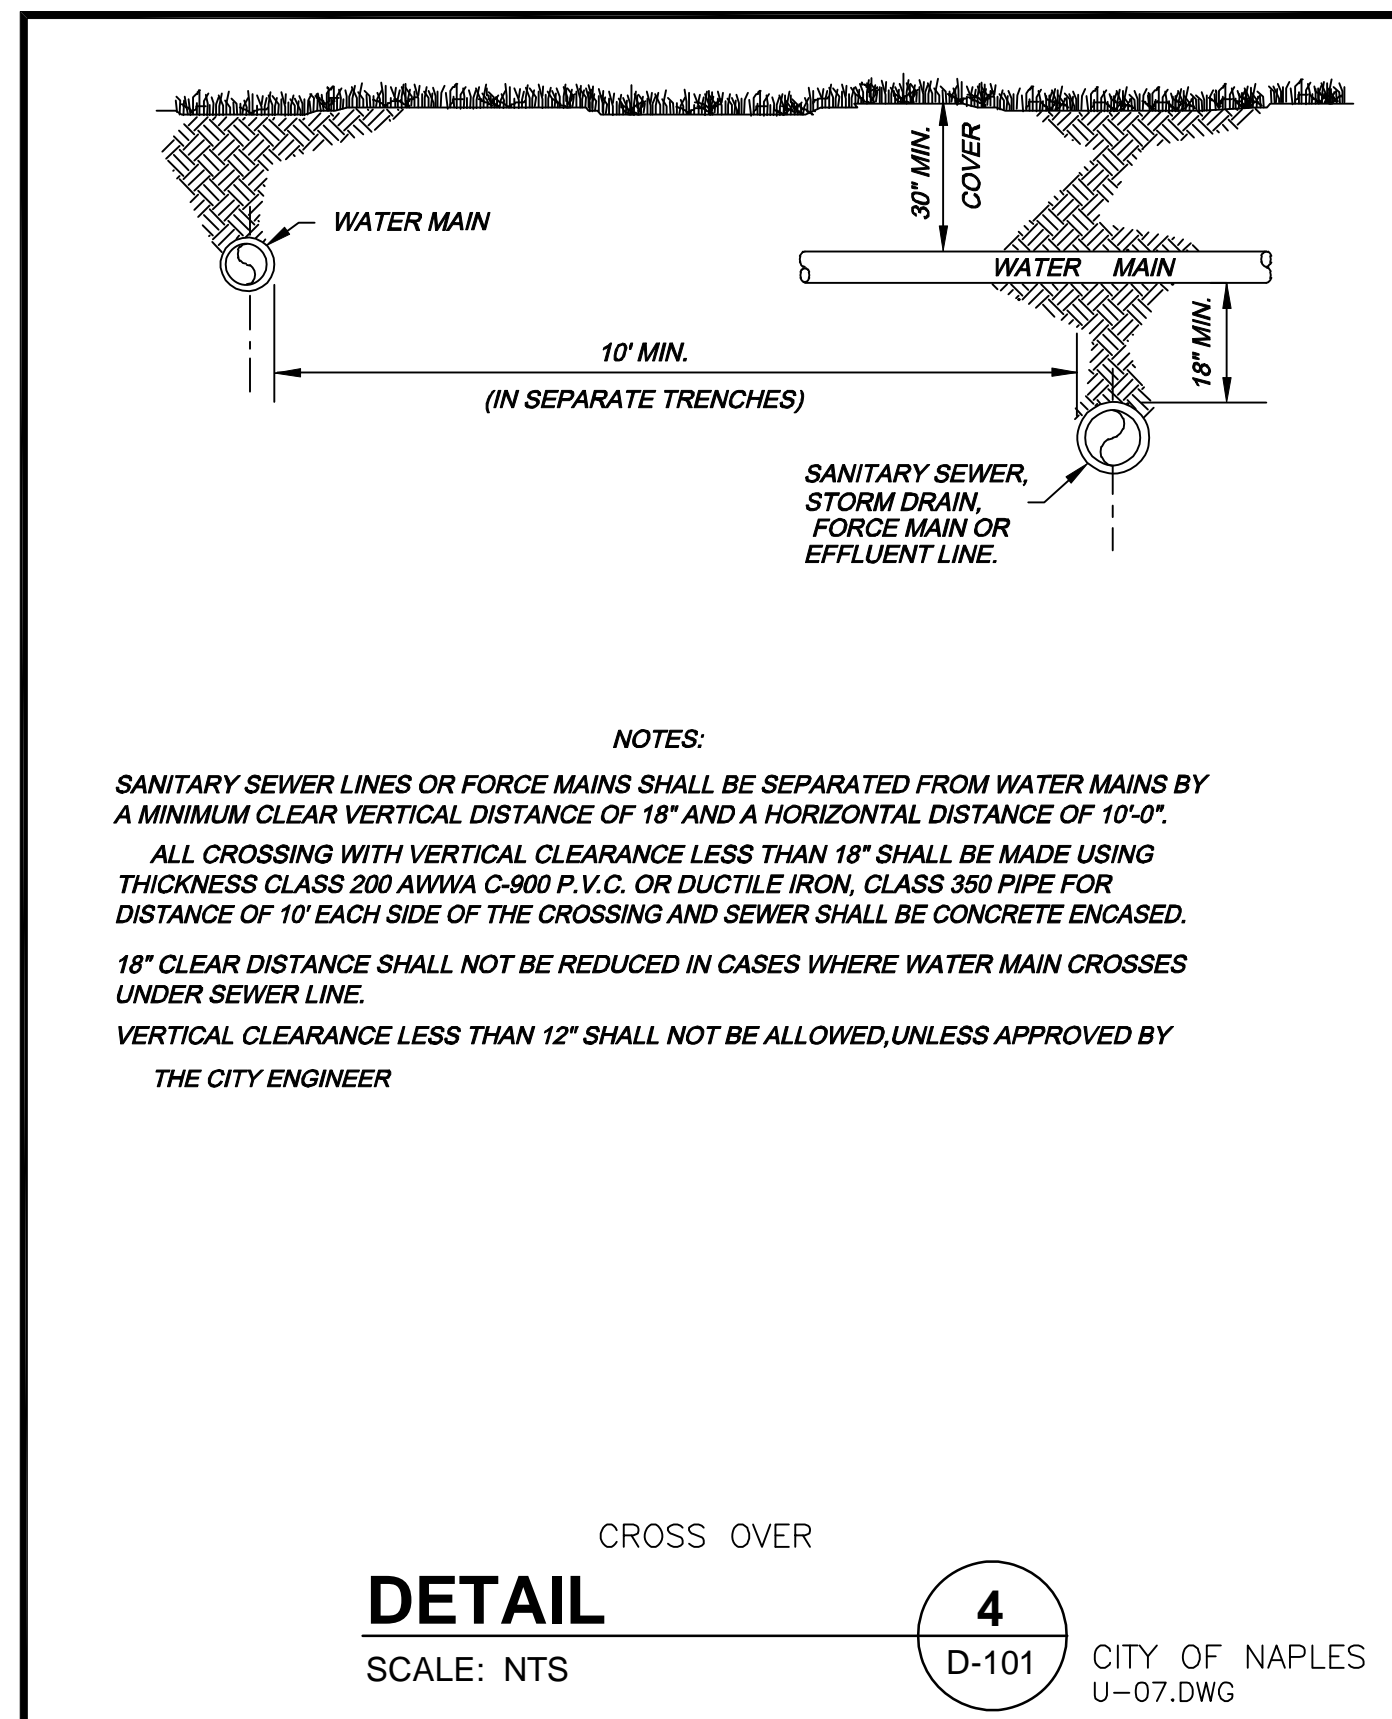 30" MIN.
COVER
WATER MAIN
WATER MAIN
18" MIN.
10' MIN.
(IN SEPARATE TRENCHES)
SANITARY SEWER,
STORM DRAIN,
FORCE MAIN OR
EFFLUENT LINE.
NOTES:
SANITARY SEWER LINES OR FORCE MAINS SHALL BE SEPARATED FROM WATER MAINS BY
A MINIMUM CLEAR VERTICAL DISTANCE OF 18" AND A HORIZONTAL DISTANCE OF 10'-0".
ALL CROSSING WITH VERTICAL CLEARANCE LESS THAN 18" SHALL BE MADE USING
THICKNESS CLASS 200 AWWA C-900 P.V.C. OR DUCTILE IRON, CLASS 350 PIPE FOR
DISTANCE OF 10' EACH SIDE OF THE CROSSING AND SEWER SHALL BE CONCRETE ENCASED.
18" CLEAR DISTANCE SHALL NOT BE REDUCED IN CASES WHERE WATER MAIN CROSSES
UNDER SEWER LINE.
VERTICAL CLEARANCE LESS THAN 12" SHALL NOT BE ALLOWED,UNLESS APPROVED BY
THE CITY ENGINEER
CROSS OVER
DETAIL
SCALE: NTS
4
D-101
CITY OF NAPLES
U-07.DWG